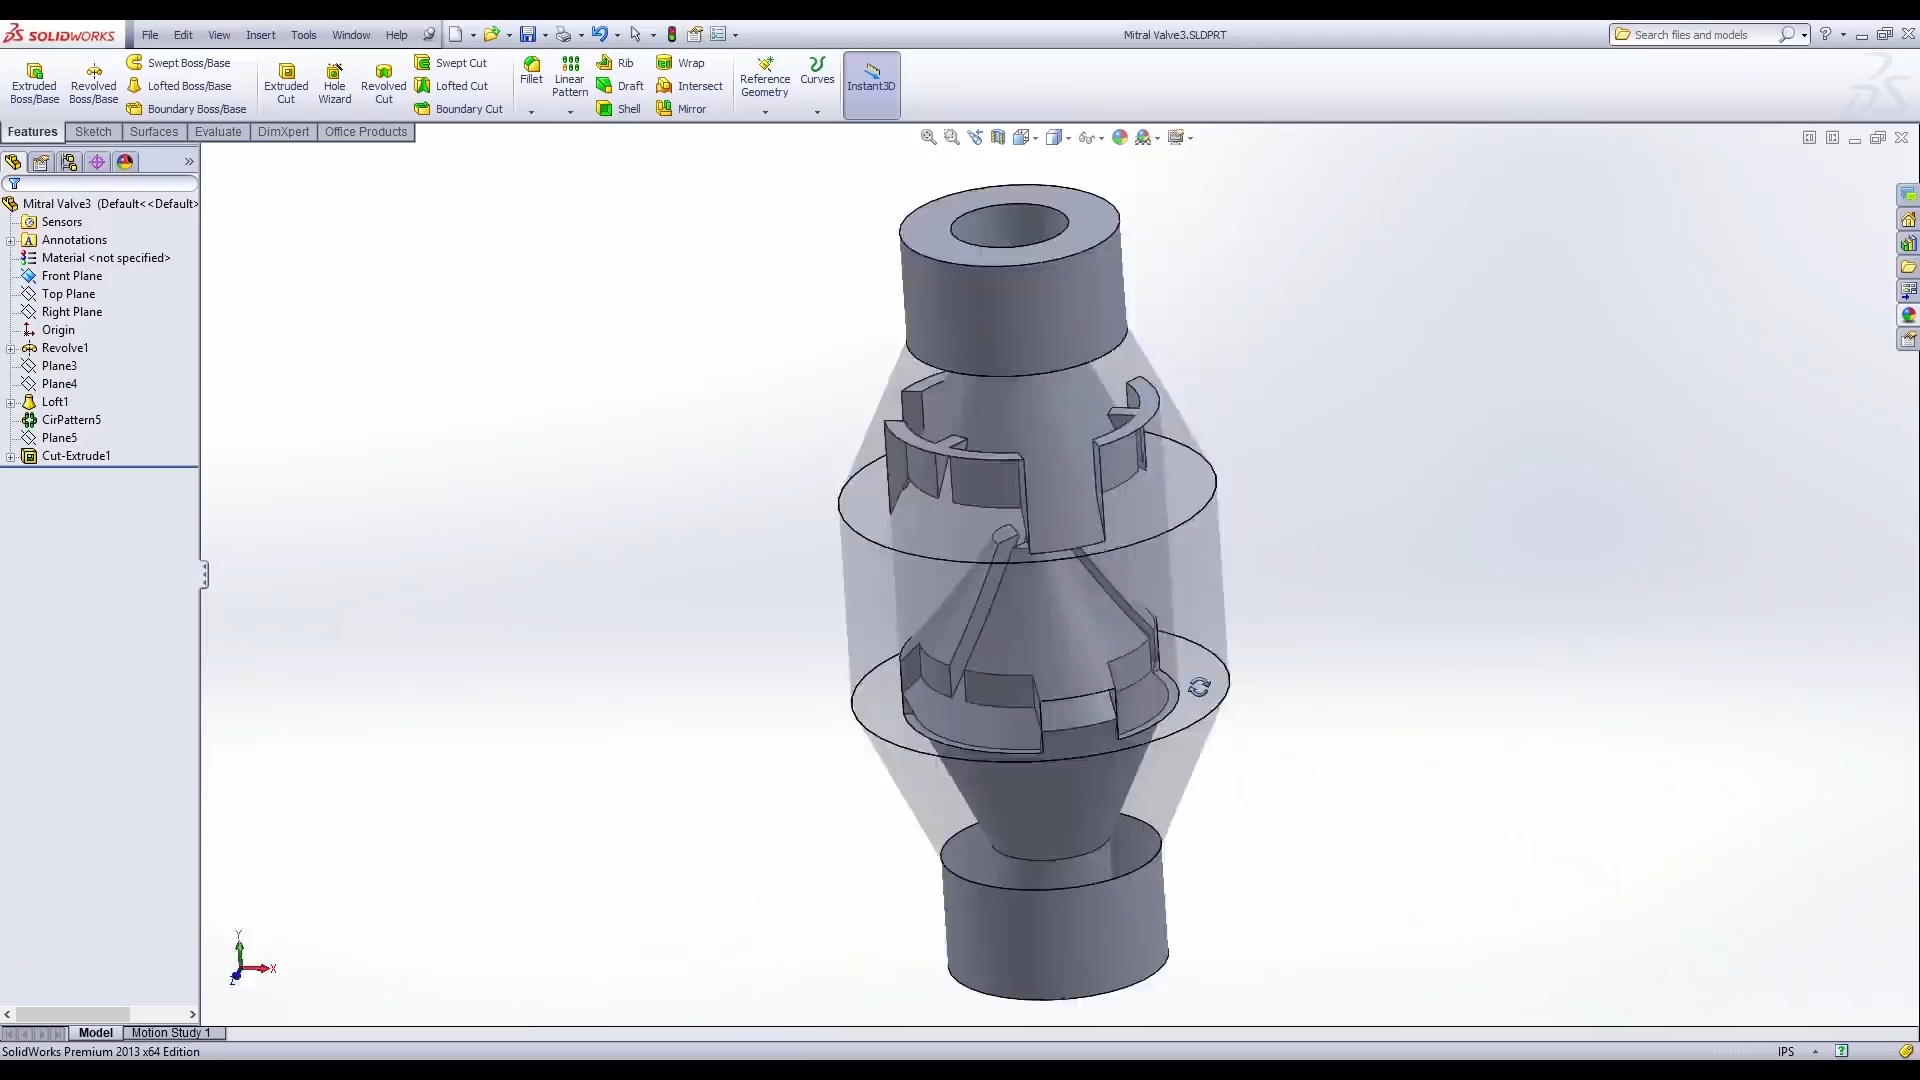 SOLIDWORKS File Edit View Insert Tools Window Help Mitral Valve3.SLDPRT Search files and models ?
Extruded Boss/Base
Revolved Boss/Base
Swept Boss/Base
Lofted Boss/Base
Boundary Boss/Base
Extruded Cut
Hole Wizard
Revolved Cut
Swept Cut
Lofted Cut
Boundary Cut
Fillet
Linear Pattern
Rib
Draft
Shell
Wrap
Intersect
Mirror
Reference Geometry
Curves
Instant3D
Features Sketch Surfaces Evaluate DimXpert Office Products
Mitral Valve3 (Default<<Default>
Sensors
Annotations
Material <not specified>
Front Plane
Top Plane
Right Plane
Origin
Revolve1
Plane3
Plane4
Loft1
CirPattern5
Plane5
Cut-Extrude1
Y
X
Z
Model Motion Study 1
SolidWorks Premium 2013 x64 Edition IPS ?